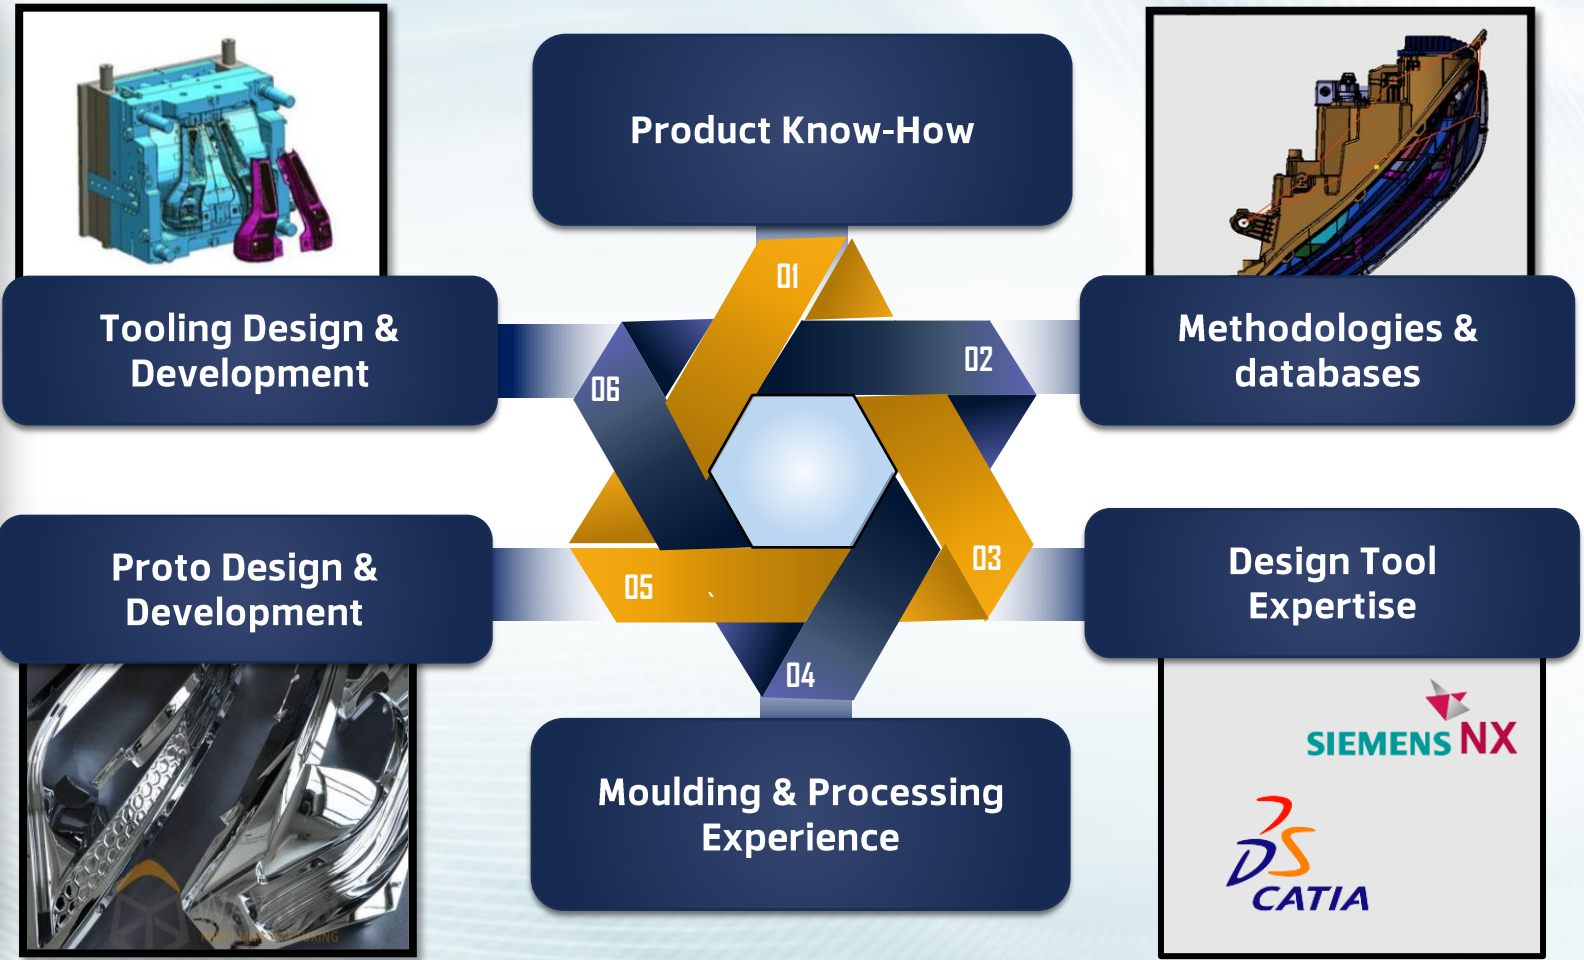 Product Know-How
01
Tooling Design &
Development
Methodologies &
databases
02
06
Proto Design &
Development
05
`
03
Design Tool
Expertise
04
Moulding & Processing
Experience
SIEMENS NX
DS
CATIA